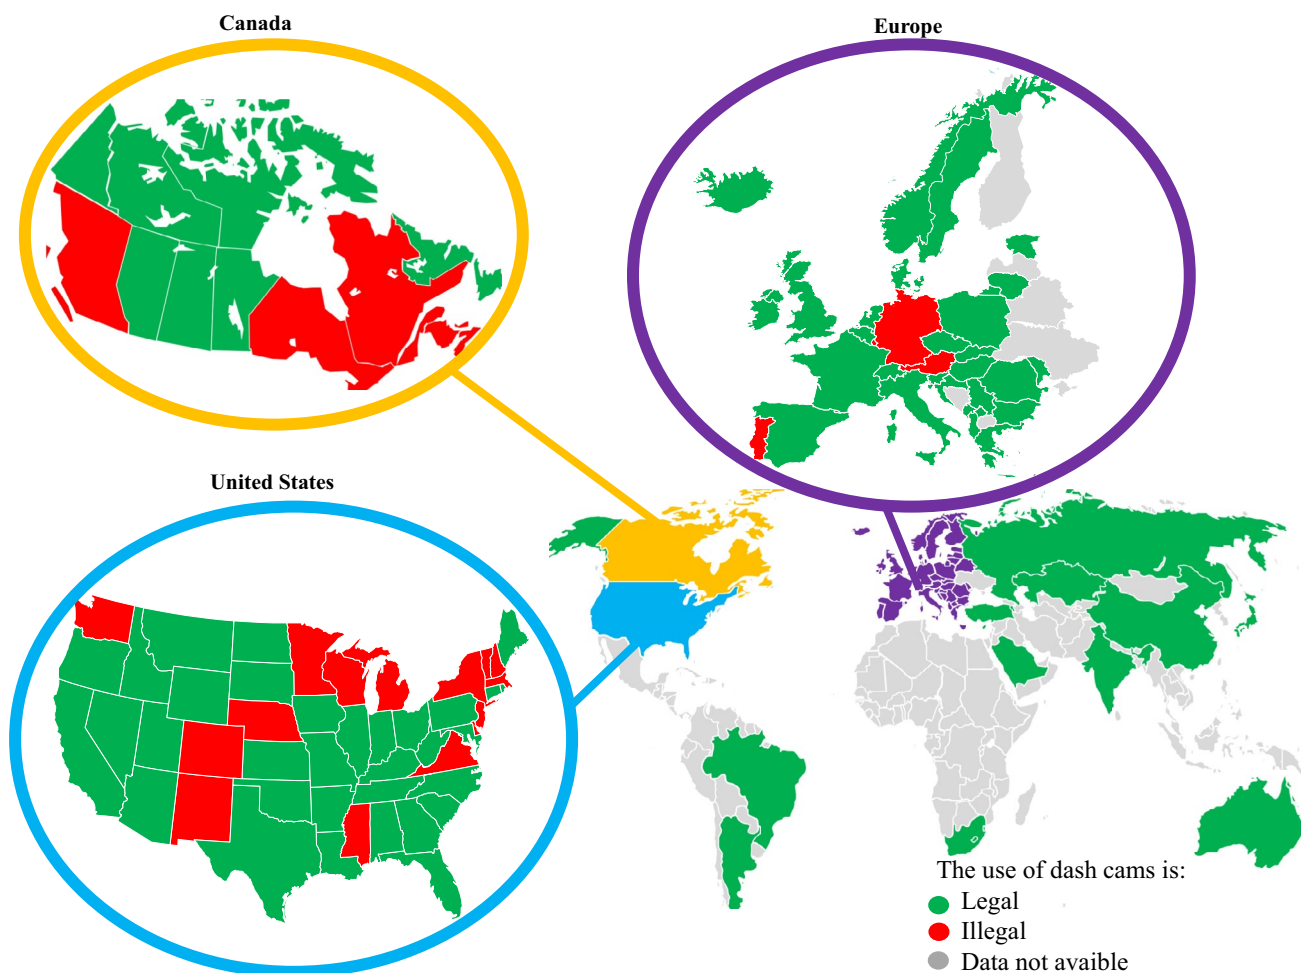 Canada
Europe
United States
The use of dash cams is:
Legal
Illegal
Data not avaible